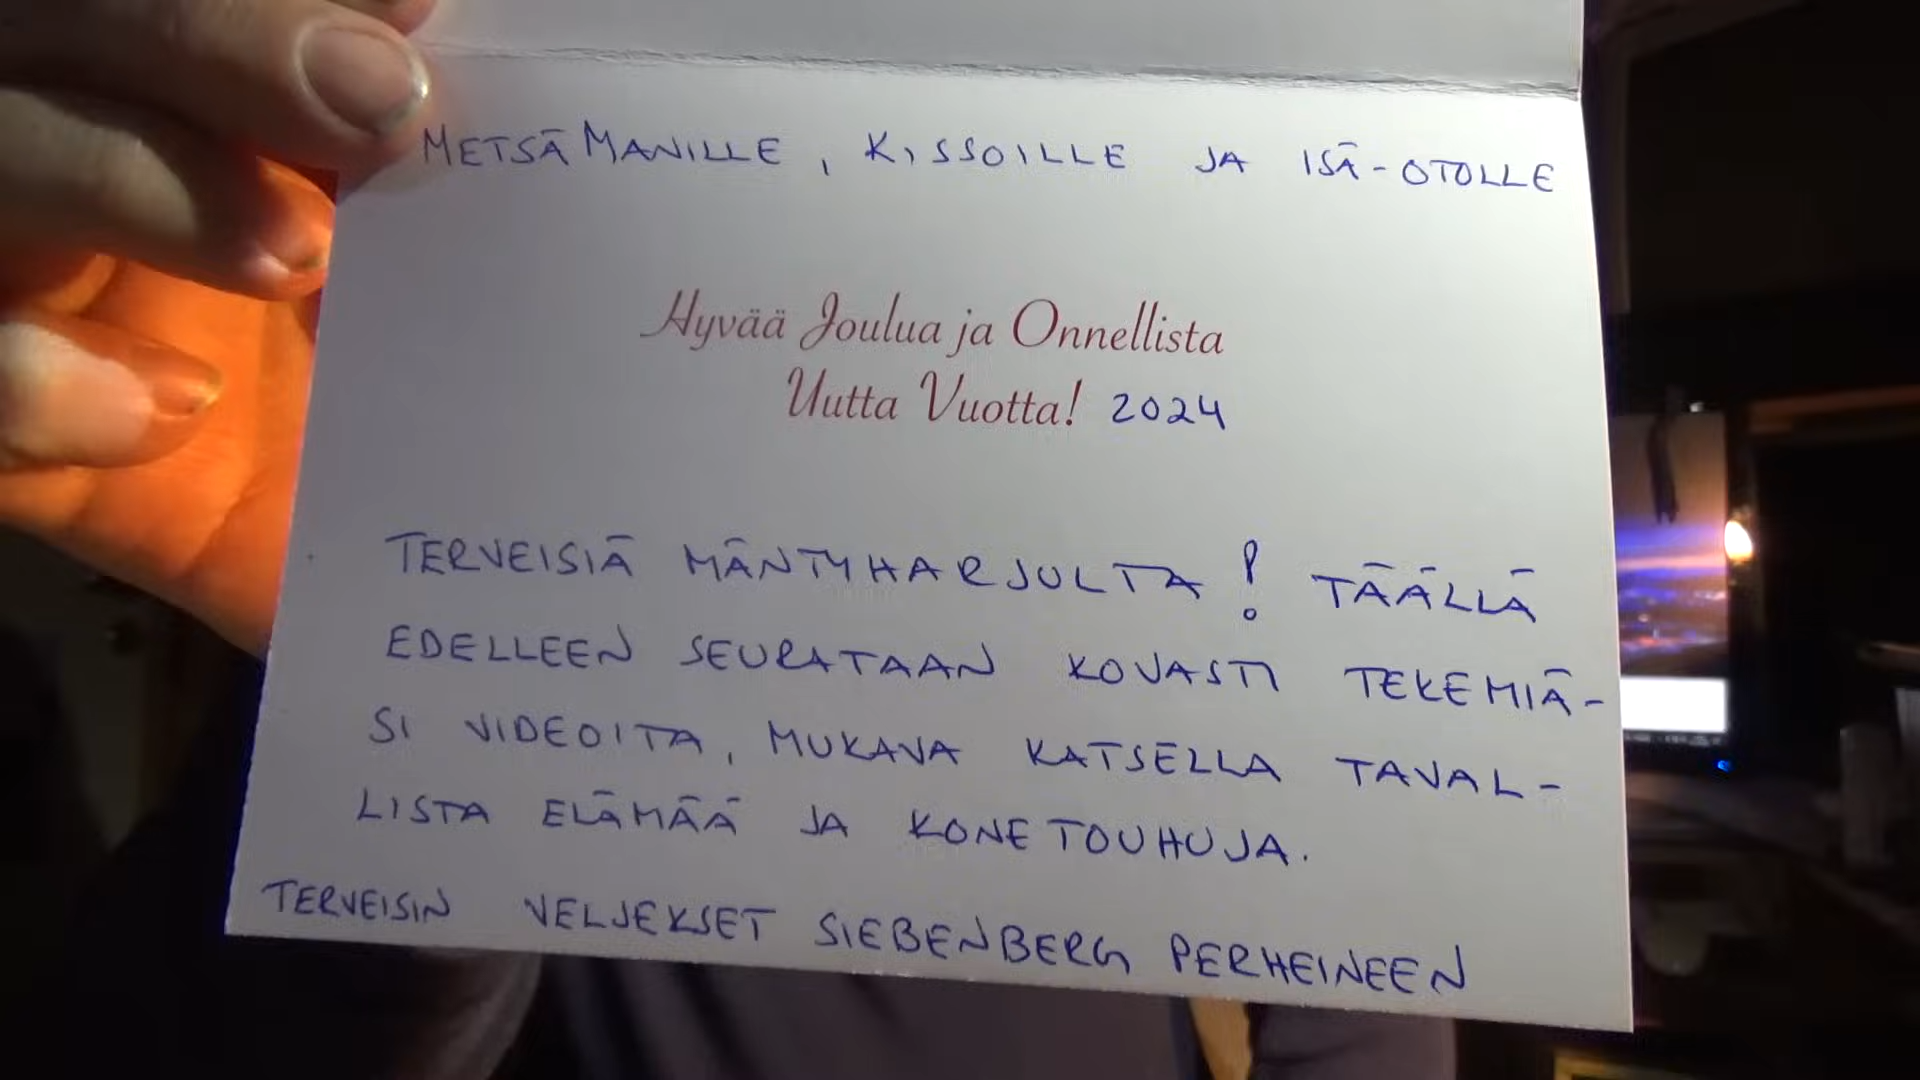 METSÄMANILLE, KISSOILLE JA ISÄ-OTOLLE
Hyvää Joulua ja Onnellista
Uutta Vuotta! 2024
TERVEISIÄ MÄNTYHARJULTA! TÄÄLLÄ
EDELLEEN SEURATAAN KOVASTI TEKEMIÄ-
SI VIDEOITA, MUKAVA KATSELLA TAVAL-
LISTA ELÄMÄÄ JA KONETOUHUJA.
TERVEISIN VELJEKSET SIEBENBERG PERHEINEEN